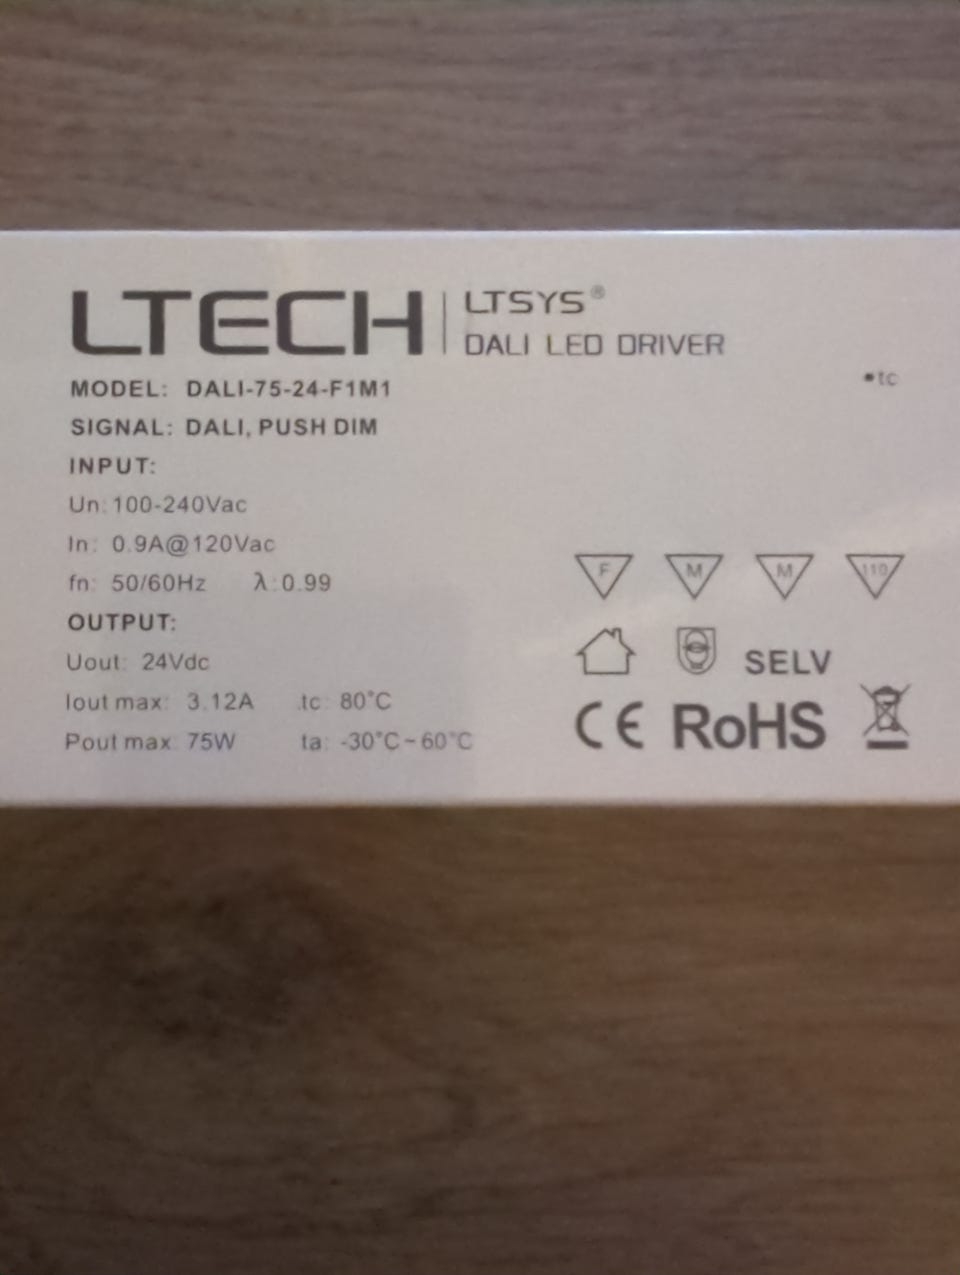 LTECH
LTSYS®
DALI LED DRIVER
MODEL: DALI-75-24-F1M1
•tc
SIGNAL: DALI, PUSH DIM
INPUT:
Un: 100-240Vac
In: 0.9A@120Vac
fn: 50/60Hz λ: 0.99
F M M 110
OUTPUT:
Uout: 24Vdc
SELV
Iout max: 3.12A tc: 80°C
CE RoHS
Pout max: 75W ta: -30°C~60°C